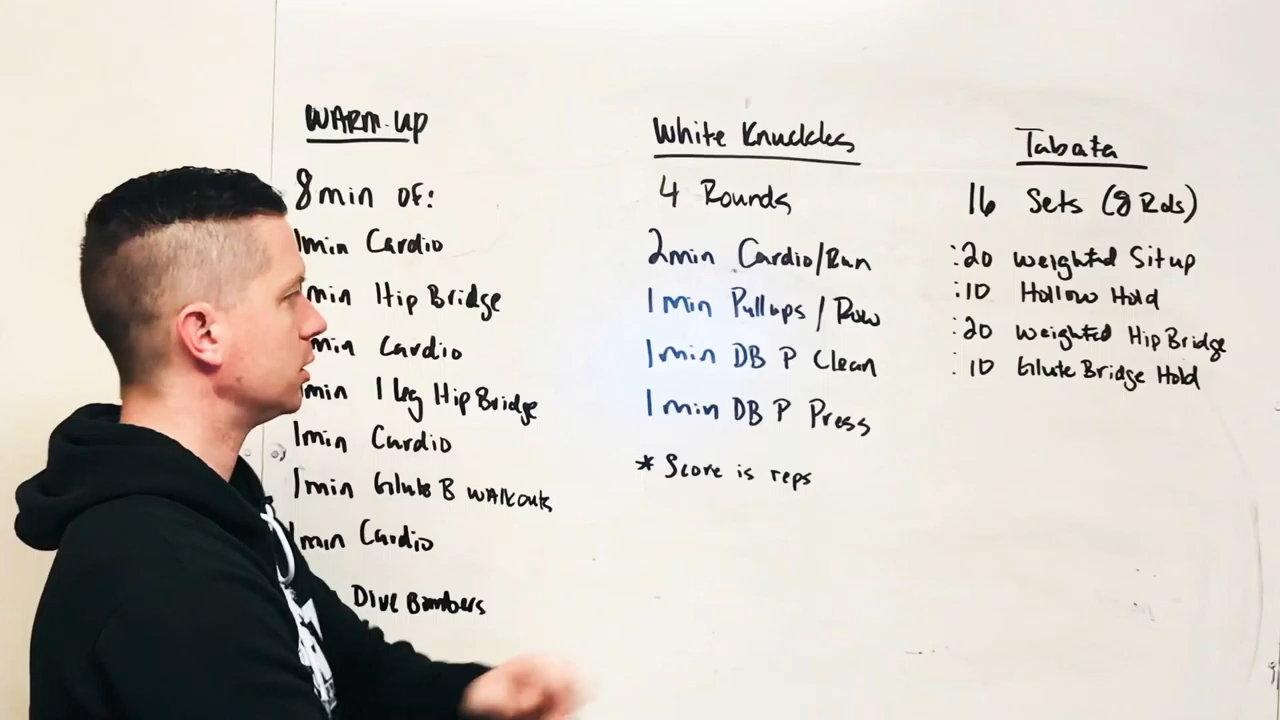 WARM-UP
8 min OF:
1min Cardio
min Hip Bridge
min Cardio
min 1 leg Hip Bridge
1min Cardio
1min Glute B WAlkouts
1min Cardio
Dive Bombers
White Knuckles
4 Rounds
2min Cardio/Run
1min Pullups / Row
1min DB P Clean
1min DB P Press
* Score is reps
Tabata
16 Sets (8 Rds)
:20 weighted Situp
:10 Hollow Hold
:20 weighted Hip Bridge
:10 Glute Bridge Hold